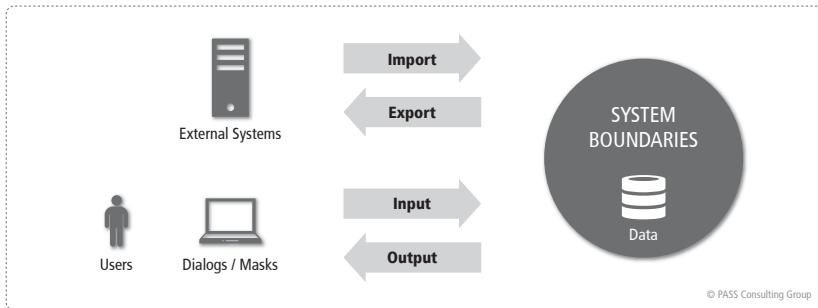 Import
Export
External Systems
SYSTEM
BOUNDARIES
Data
Input
Output
Users
Dialogs / Masks
© PASS Consulting Group